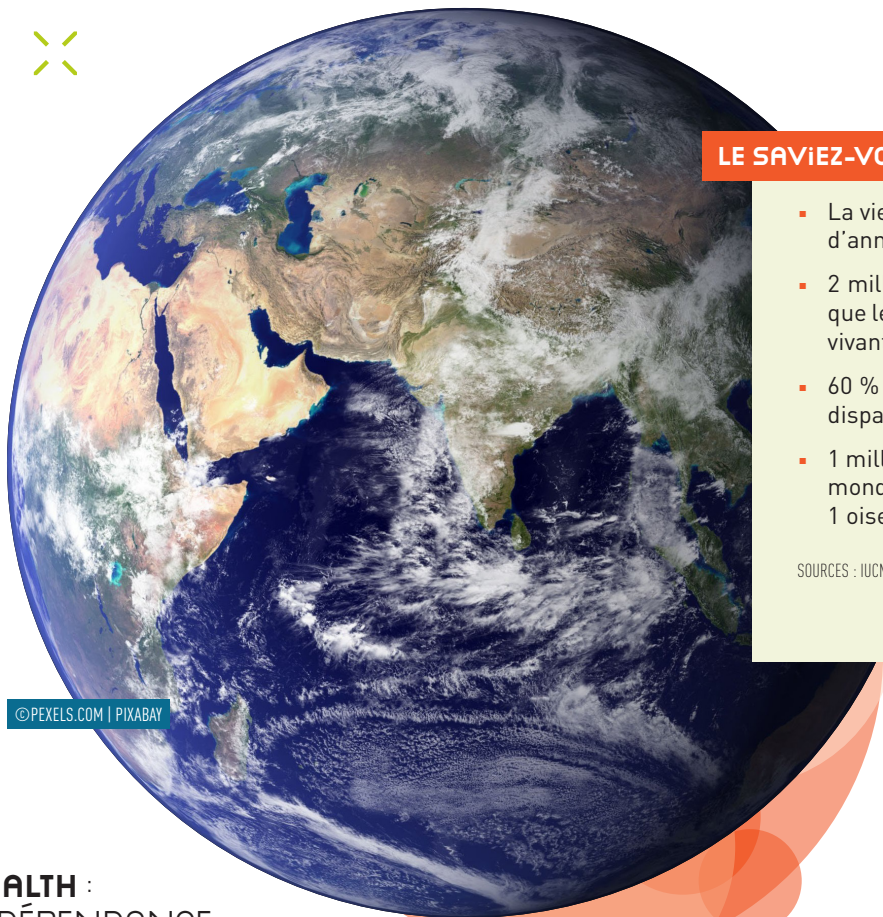 LE SAViEZ-VO
▪ La vie
d'ann
▪ 2 mil
que le
vivant
▪ 60 %
dispa
▪ 1 mill
mond
1 oise
SOURCES : IUCN
©PEXELS.COM | PIXABAY
ALTH :
DÉPENDANCE